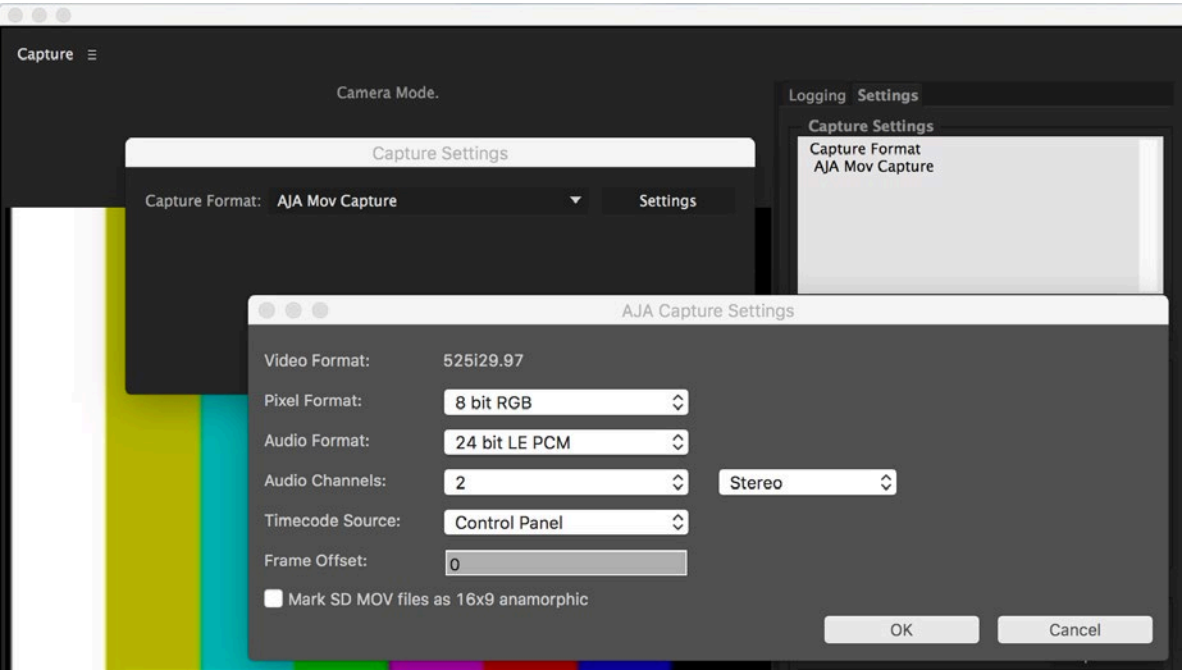 Capture
Camera Mode.
Logging Settings
Capture Settings
Capture Format
AJA Mov Capture
Capture Settings
Capture Format: AJA Mov Capture Settings
AJA Capture Settings
Video Format: 525i29.97
Pixel Format: 8 bit RGB
Audio Format: 24 bit LE PCM
Audio Channels: 2 Stereo
Timecode Source: Control Panel
Frame Offset: 0
Mark SD MOV files as 16x9 anamorphic
OK Cancel